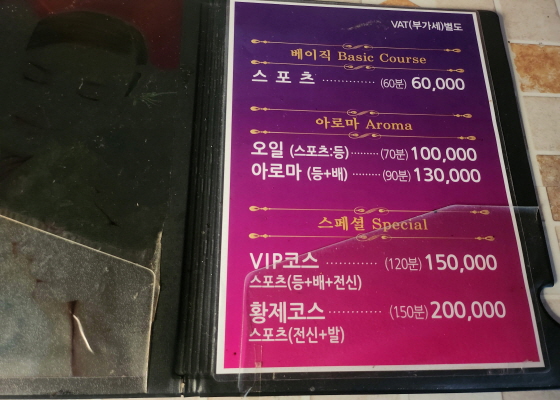 VAT(부가세)별도
베이직 Basic Course
스 포 츠 ·············· (60분) 60,000
아로마 Aroma
오일 (스포츠:등) ········ (70분) 100,000
아로마 (등+배) ········· (90분) 130,000
스페셜 Special
VIP코스 ············ (120분) 150,000
스포츠(등+배+전신)
황제코스 ············ (150분) 200,000
스포츠(전신+발)